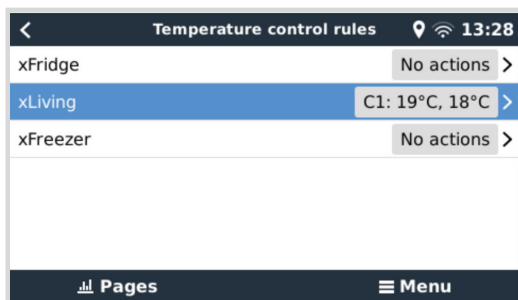 Temperature control rules 13:28
xFridge No actions
xLiving C1: 19°C, 18°C
xFreezer No actions
Pages Menu